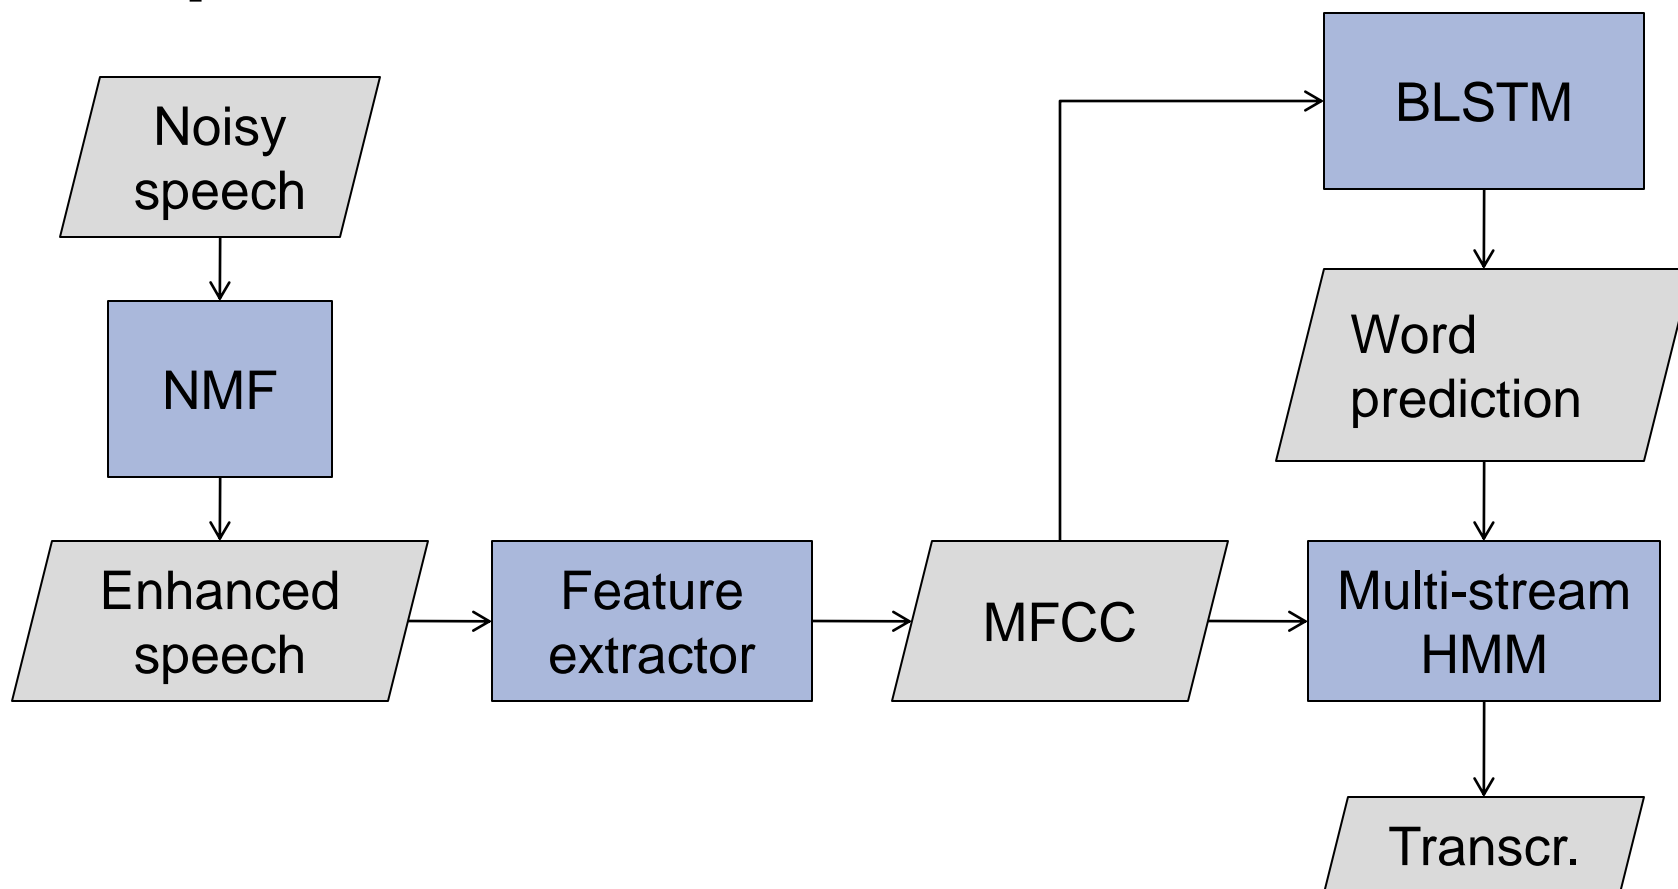 Noisy
speech
NMF
Enhanced
speech
Feature
extractor
MFCC
BLSTM
Word
prediction
Multi-stream
HMM
Transcr.